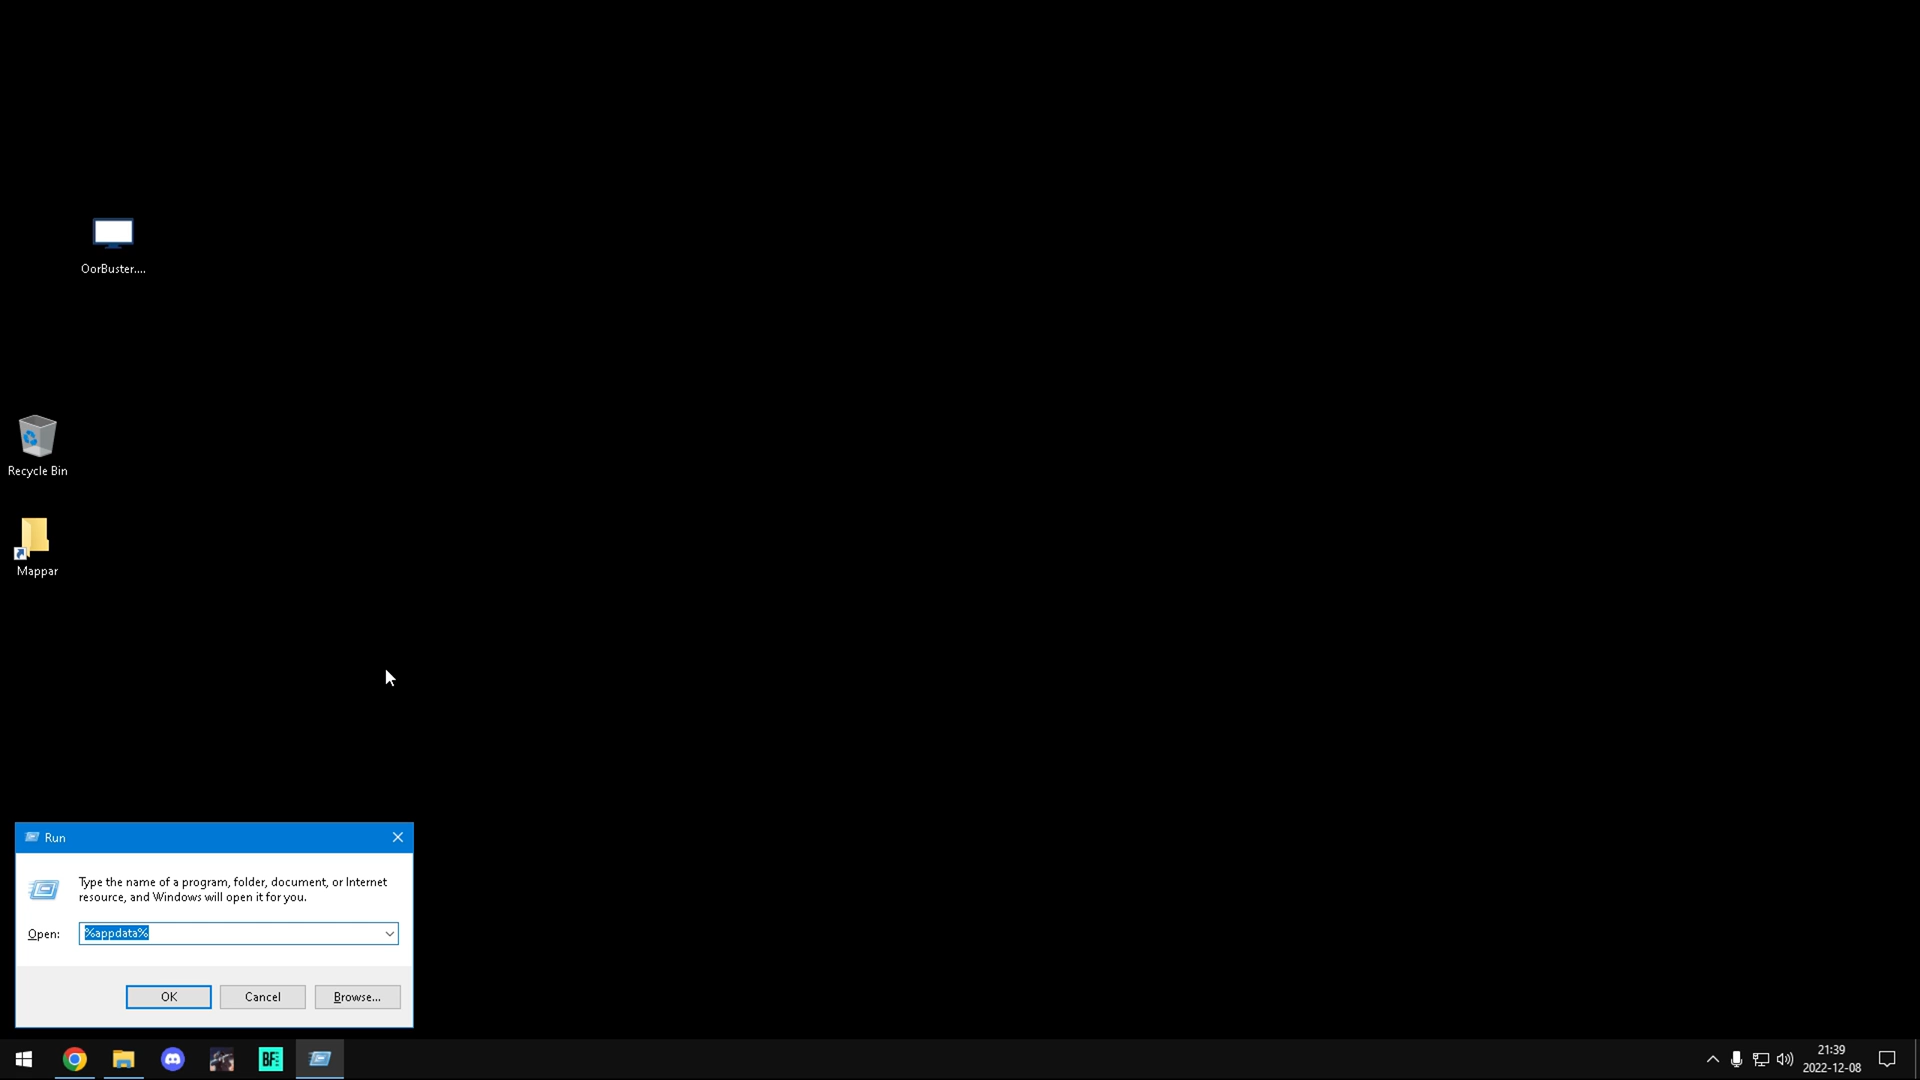 OorBuster....
Recycle Bin
Mappar
Run
Type the name of a program, folder, document, or Internet
resource, and Windows will open it for you.
Open:
%appdata%
OK
Cancel
Browse...
BF
21:39
2022-12-08